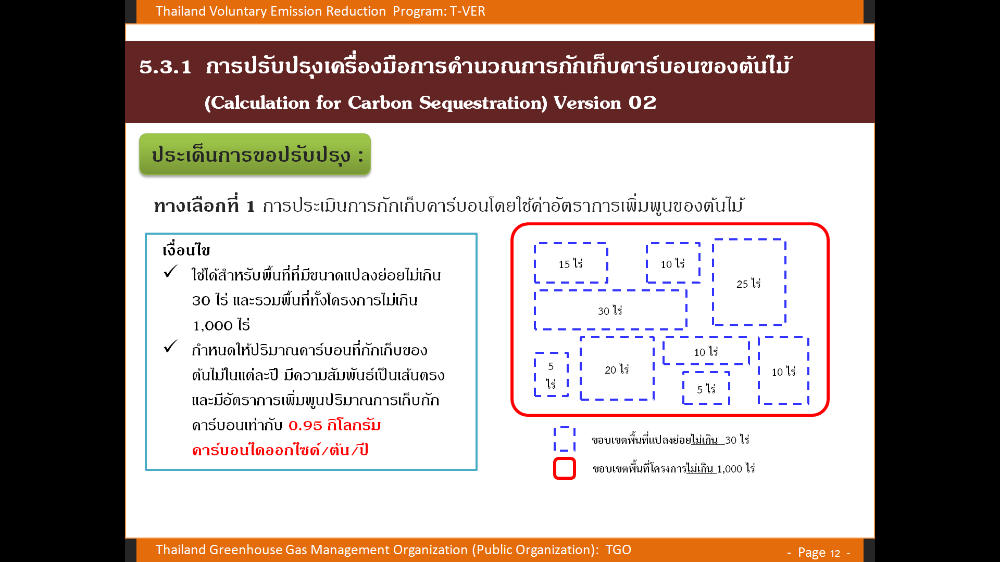 Thailand Voluntary Emission Reduction  Program: T-VER
5.3.1  การปรับปรุงเครื่องมือการคำนวณการกักเก็บคาร์บอนของต้นไม้
(Calculation for Carbon Sequestration) Version 02
ประเด็นการขอปรับปรุง :
ทางเลือกที่ 1 การประเมินการกักเก็บคาร์บอนโดยใช้ค่าอัตราการเพิ่มพูนของต้นไม้
เงื่อนไข
✓ ใช้ได้สำหรับพื้นที่ที่มีขนาดแปลงย่อยไม่เกิน
30 ไร่ และรวมพื้นที่ทั้งโครงการไม่เกิน
1,000 ไร่
✓ กำหนดให้ปริมาณคาร์บอนที่กักเก็บของ
ต้นไม้ในแต่ละปี มีความสัมพันธ์เป็นเส้นตรง
และมีอัตราการเพิ่มพูนปริมาณการเก็บกัก
คาร์บอนเท่ากับ 0.95 กิโลกรัม
คาร์บอนไดออกไซด์/ต้น/ปี
15 ไร่
10 ไร่
25 ไร่
30 ไร่
5
ไร่
20 ไร่
10 ไร่
5 ไร่
10 ไร่
ขอบเขตพื้นที่แปลงย่อยไม่เกิน 30 ไร่
ขอบเขตพื้นที่โครงการไม่เกิน 1,000 ไร่
Thailand Greenhouse Gas Management Organization (Public Organization):  TGO
- Page 12 -